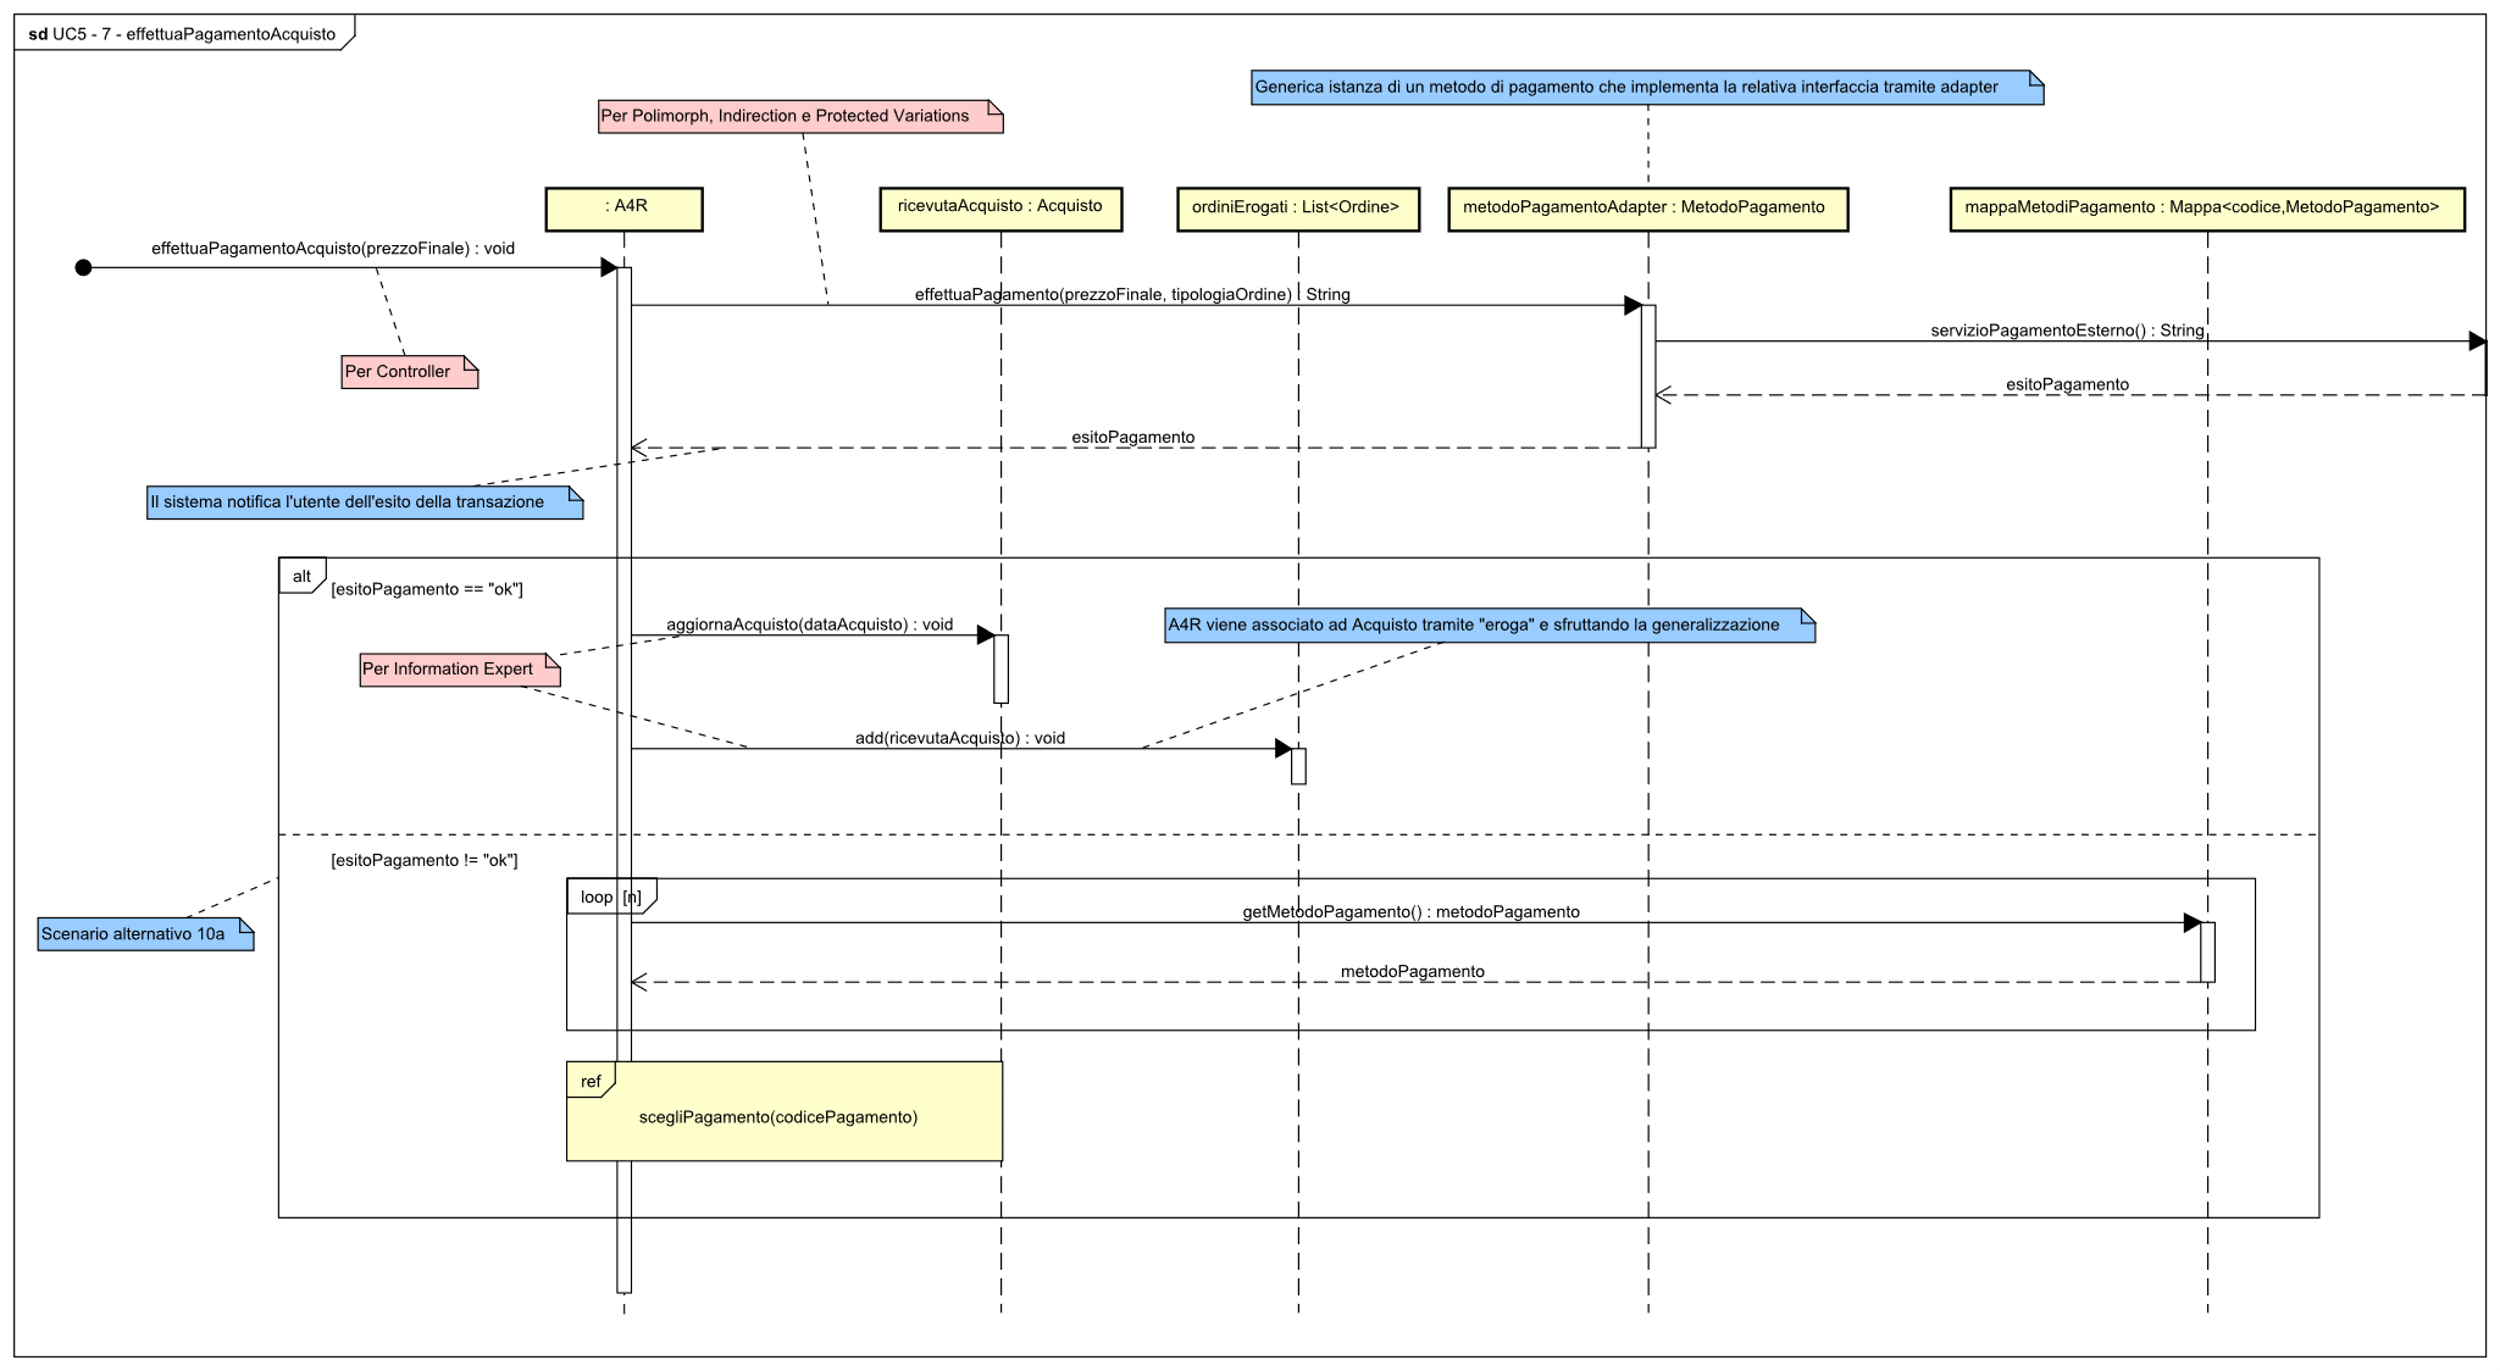 sd UC5 - 7 - effettuaPagamentoAcquisto
Generica istanza di un metodo di pagamento che implementa la relativa interfaccia tramite adapter
Per Polimorph, Indirection e Protected Variations
: A4R
ricevutaAcquisto : Acquisto
ordiniErogati : List<Ordine>
metodoPagamentoAdapter : MetodoPagamento
mappaMetodiPagamento : Mappa<codice,MetodoPagamento>
effettuaPagamentoAcquisto(prezzoFinale) : void
effettuaPagamento(prezzoFinale, tipologiaOrdine) : String
servizioPagamentoEsterno() : String
Per Controller
esitoPagamento
esitoPagamento
Il sistema notifica l'utente dell'esito della transazione
alt
[esitoPagamento == "ok"]
aggiornaAcquisto(dataAcquisto) : void
A4R viene associato ad Acquisto tramite "eroga" e sfruttando la generalizzazione
Per Information Expert
add(ricevutaAcquisto) : void
[esitoPagamento != "ok"]
loop [n]
getMetodoPagamento() : metodoPagamento
Scenario alternativo 10a
metodoPagamento
ref
scegliPagamento(codicePagamento)